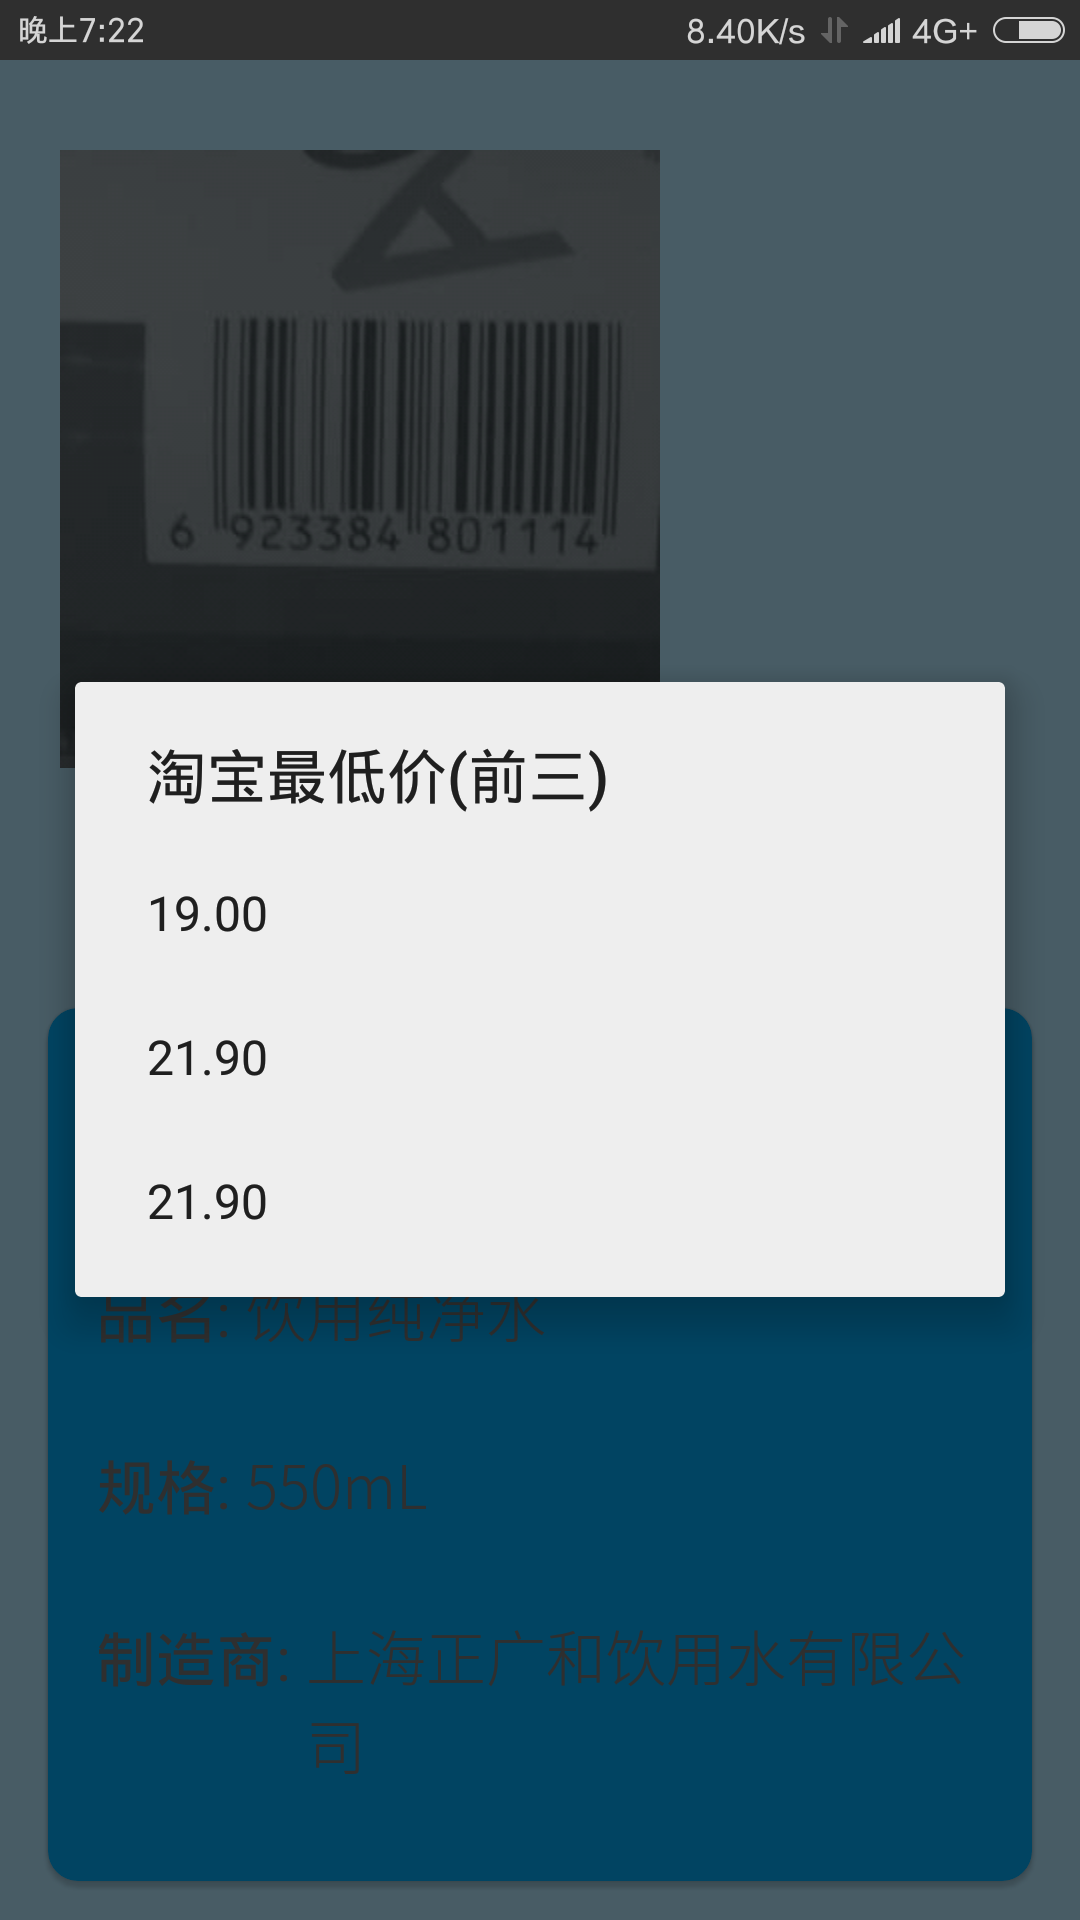 晚上7:22
8.40K/s
4G+
6 923384 801114
淘宝最低价(前三)
19.00
21.90
21.90
品名: 饮用纯净水
规格: 550mL
制造商: 上海正广和饮用水有限公
司